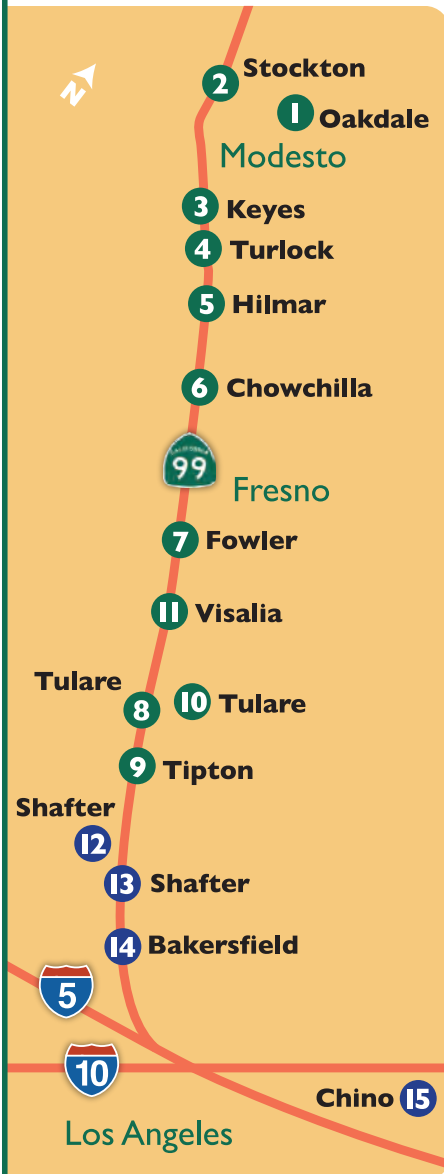 N
2 Stockton
1 Oakdale
Modesto
3 Keyes
4 Turlock
5 Hilmar
6 Chowchilla
CALIFORNIA
99
Fresno
7 Fowler
11 Visalia
Tulare
8
10 Tulare
9 Tipton
Shafter
12
13 Shafter
14 Bakersfield
5
10
Chino 15
Los Angeles